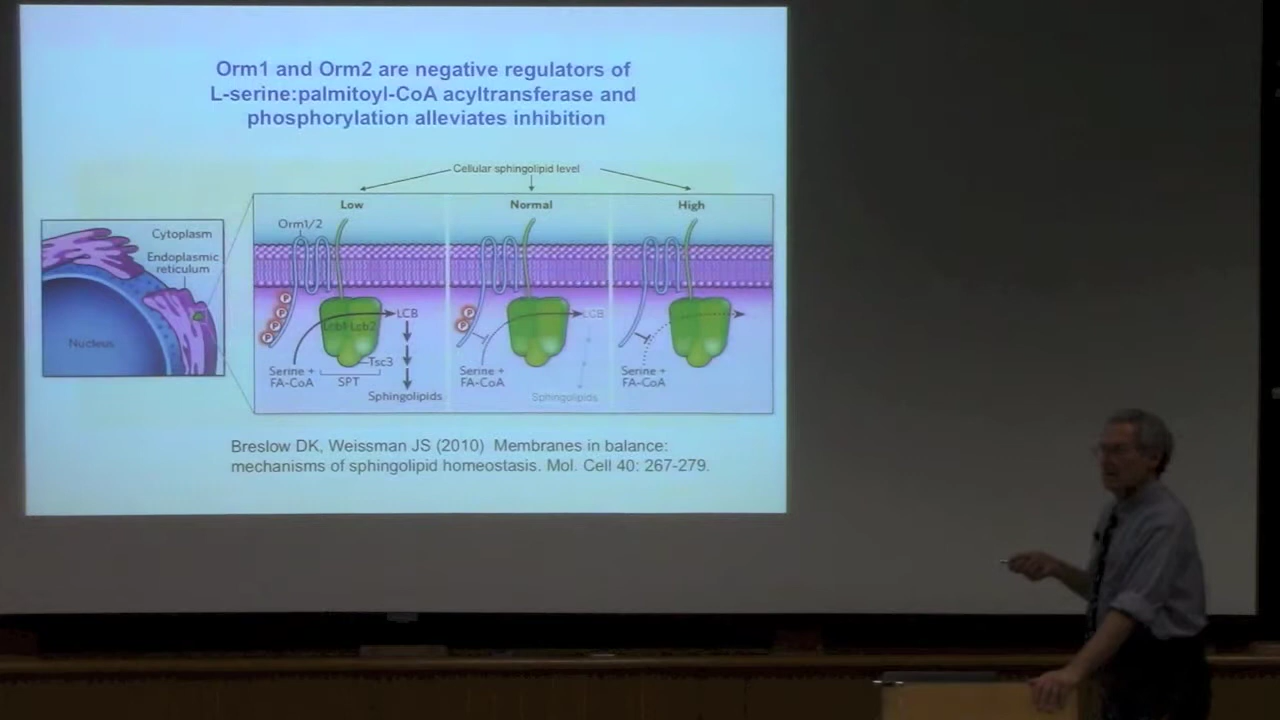 Orm1 and Orm2 are negative regulators of
L-serine:palmitoyl-CoA acyltransferase and
phosphorylation alleviates inhibition
Cellular sphingolipid level
Low
Normal
High
Orm1/2
Cytoplasm
Endoplasmic
reticulum
Nucleus
P
P
P
P
Lcb1 Lcb2
LCB
Tsc3
Serine +
FA-CoA
SPT
Sphingolipids
P
P
LCB
Serine +
FA-CoA
Sphingolipids
Serine +
FA-CoA
Breslow DK, Weissman JS (2010) Membranes in balance:
mechanisms of sphingolipid homeostasis. Mol. Cell 40: 267-279.